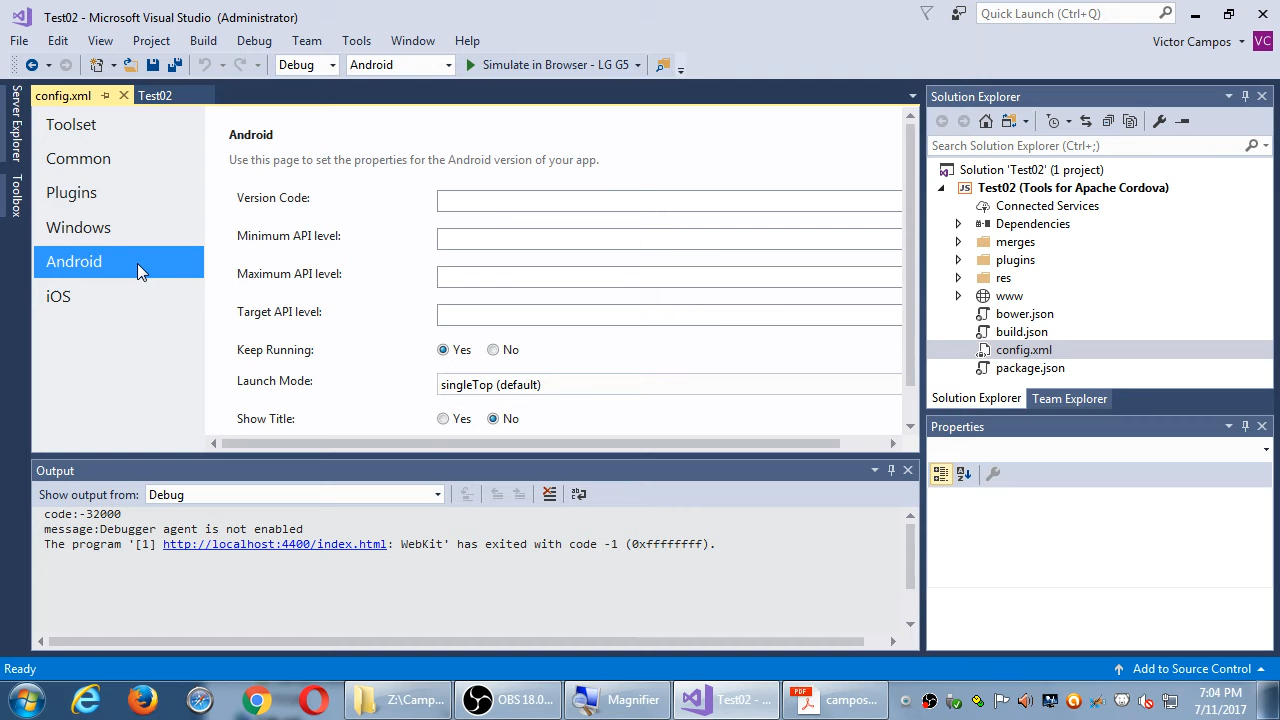 Test02 - Microsoft Visual Studio (Administrator)
Quick Launch (Ctrl+Q)
File Edit View Project Build Debug Team Tools Window Help
Victor Campos VC
Debug Android Simulate in Browser - LG G5
Server Explorer
Toolbox
config.xml Test02
Toolset
Common
Plugins
Windows
Android
iOS
Android
Use this page to set the properties for the Android version of your app.
Version Code:
Minimum API level:
Maximum API level:
Target API level:
Keep Running: Yes No
Launch Mode: singleTop (default)
Show Title: Yes No
Solution Explorer
Search Solution Explorer (Ctrl+;)
Solution 'Test02' (1 project)
JS Test02 (Tools for Apache Cordova)
Connected Services
Dependencies
merges
plugins
res
www
bower.json
build.json
config.xml
package.json
Solution Explorer Team Explorer
Properties
Output
Show output from: Debug
code:-32000
message:Debugger agent is not enabled
The program '[1] http://localhost:4400/index.html: WebKit' has exited with code -1 (0xffffffff).
Ready
Add to Source Control
Z:\Camp... OBS 18.0.... Magnifier Test02 - ... PDF campos...
7:04 PM
7/11/2017